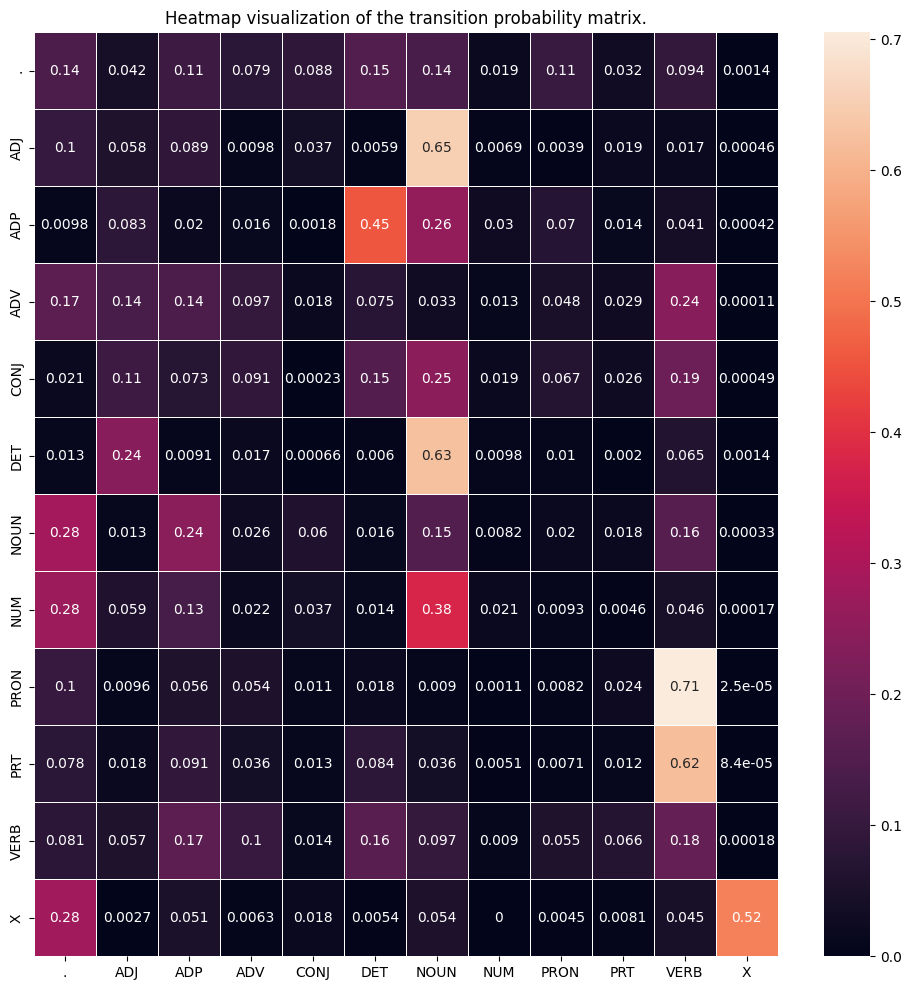 Heatmap visualization of the transition probability matrix.
. 0.14 0.042 0.11 0.079 0.088 0.15 0.14 0.019 0.11 0.032 0.094 0.0014
ADJ 0.1 0.058 0.089 0.0098 0.037 0.0059 0.65 0.0069 0.0039 0.019 0.017 0.00046
ADP 0.0098 0.083 0.02 0.016 0.0018 0.45 0.26 0.03 0.07 0.014 0.041 0.00042
ADV 0.17 0.14 0.14 0.097 0.018 0.075 0.033 0.013 0.048 0.029 0.24 0.00011
CONJ 0.021 0.11 0.073 0.091 0.00023 0.15 0.25 0.019 0.067 0.026 0.19 0.00049
DET 0.013 0.24 0.0091 0.017 0.00066 0.006 0.63 0.0098 0.01 0.002 0.065 0.0014
NOUN 0.28 0.013 0.24 0.026 0.06 0.016 0.15 0.0082 0.02 0.018 0.16 0.00033
NUM 0.28 0.059 0.13 0.022 0.037 0.014 0.38 0.021 0.0093 0.0046 0.046 0.00017
PRON 0.1 0.0096 0.056 0.054 0.011 0.018 0.009 0.0011 0.0082 0.024 0.71 2.5e-05
PRT 0.078 0.018 0.091 0.036 0.013 0.084 0.036 0.0051 0.0071 0.012 0.62 8.4e-05
VERB 0.081 0.057 0.17 0.1 0.014 0.16 0.097 0.009 0.055 0.066 0.18 0.00018
X 0.28 0.0027 0.051 0.0063 0.018 0.0054 0.054 0 0.0045 0.0081 0.045 0.52
. ADJ ADP ADV CONJ DET NOUN NUM PRON PRT VERB X
0.7
0.6
0.5
0.4
0.3
0.2
0.1
0.0